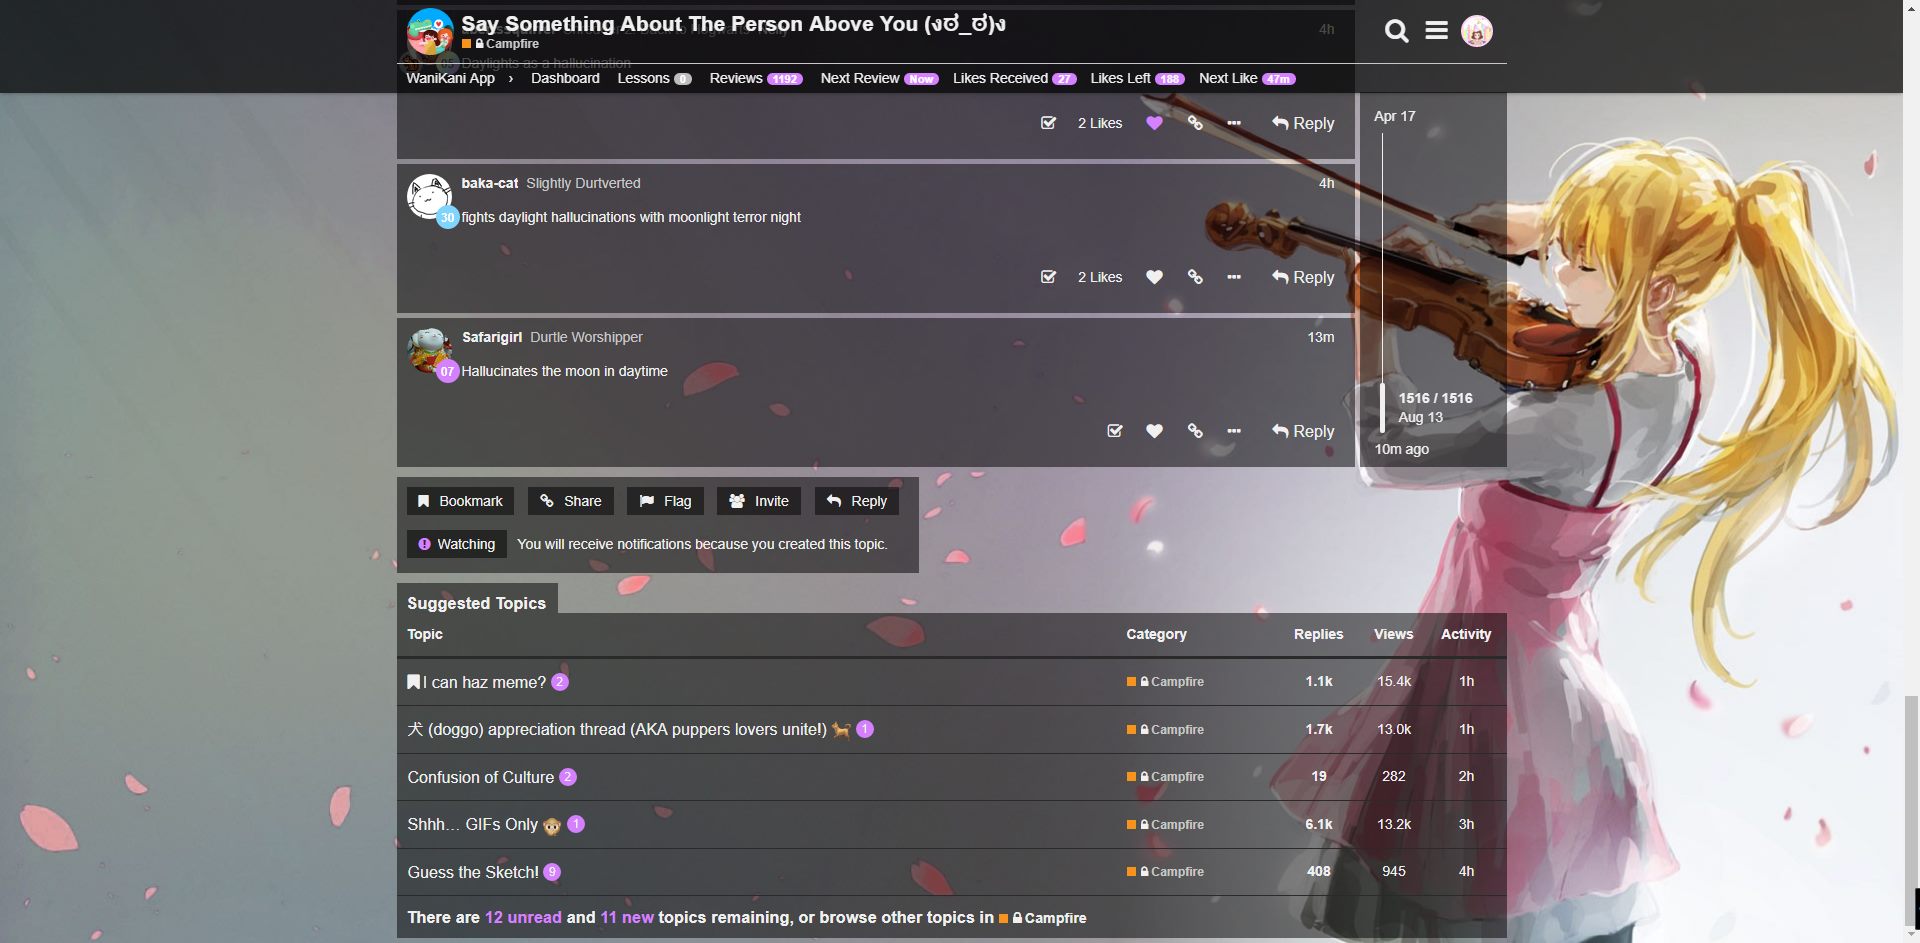 Say Something About The Person Above You (งಠ_ಠ)ง
Campfire
Daylights as a hallucination
4h
WaniKani App › Dashboard Lessons 0 Reviews 1192 Next Review Now Likes Received 27 Likes Left 188 Next Like 47m
2 Likes Reply
Apr 17
baka-cat Slightly Durtverted 4h
30
fights daylight hallucinations with moonlight terror night
2 Likes Reply
Safarigirl Durtle Worshipper 13m
07
Hallucinates the moon in daytime
Reply
1516 / 1516
Aug 13
10m ago
Bookmark Share Flag Invite Reply
Watching You will receive notifications because you created this topic.
Suggested Topics
Topic Category Replies Views Activity
I can haz meme? 2 Campfire 1.1k 15.4k 1h
犬 (doggo) appreciation thread (AKA puppers lovers unite!) 🐕 1 Campfire 1.7k 13.0k 1h
Confusion of Culture 2 Campfire 19 282 2h
Shhh… GIFs Only 🙊 1 Campfire 6.1k 13.2k 3h
Guess the Sketch! 9 Campfire 408 945 4h
There are 12 unread and 11 new topics remaining, or browse other topics in Campfire